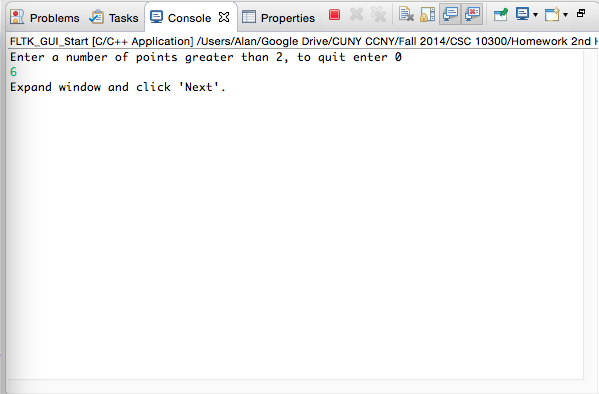 Problems Tasks Console Properties
FLTK_GUI_Start [C/C++ Application] /Users/Alan/Google Drive/CUNY CCNY/Fall 2014/CSC 10300/Homework 2nd H
Enter a number of points greater than 2, to quit enter 0
6
Expand window and click 'Next'.